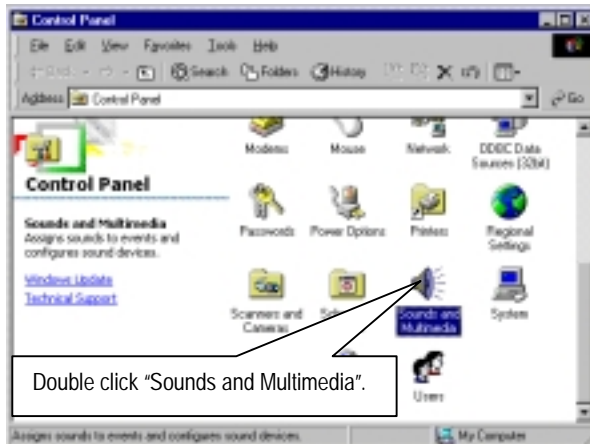 Control Panel
File Edit View Favorites Tools Help
Back Search Folders History
Address Control Panel Go
Modems Mouse Network ODBC Data Sources (32bit)
Control Panel
Sounds and Multimedia
Assigns sounds to events and
configures sound devices.
Windows Update
Technical Support
Passwords Power Options Printers Regional Settings
Scanners and Cameras Sounds and Multimedia System
Double click “Sounds and Multimedia”.
Users
Assigns sounds to events and configures sound devices. My Computer